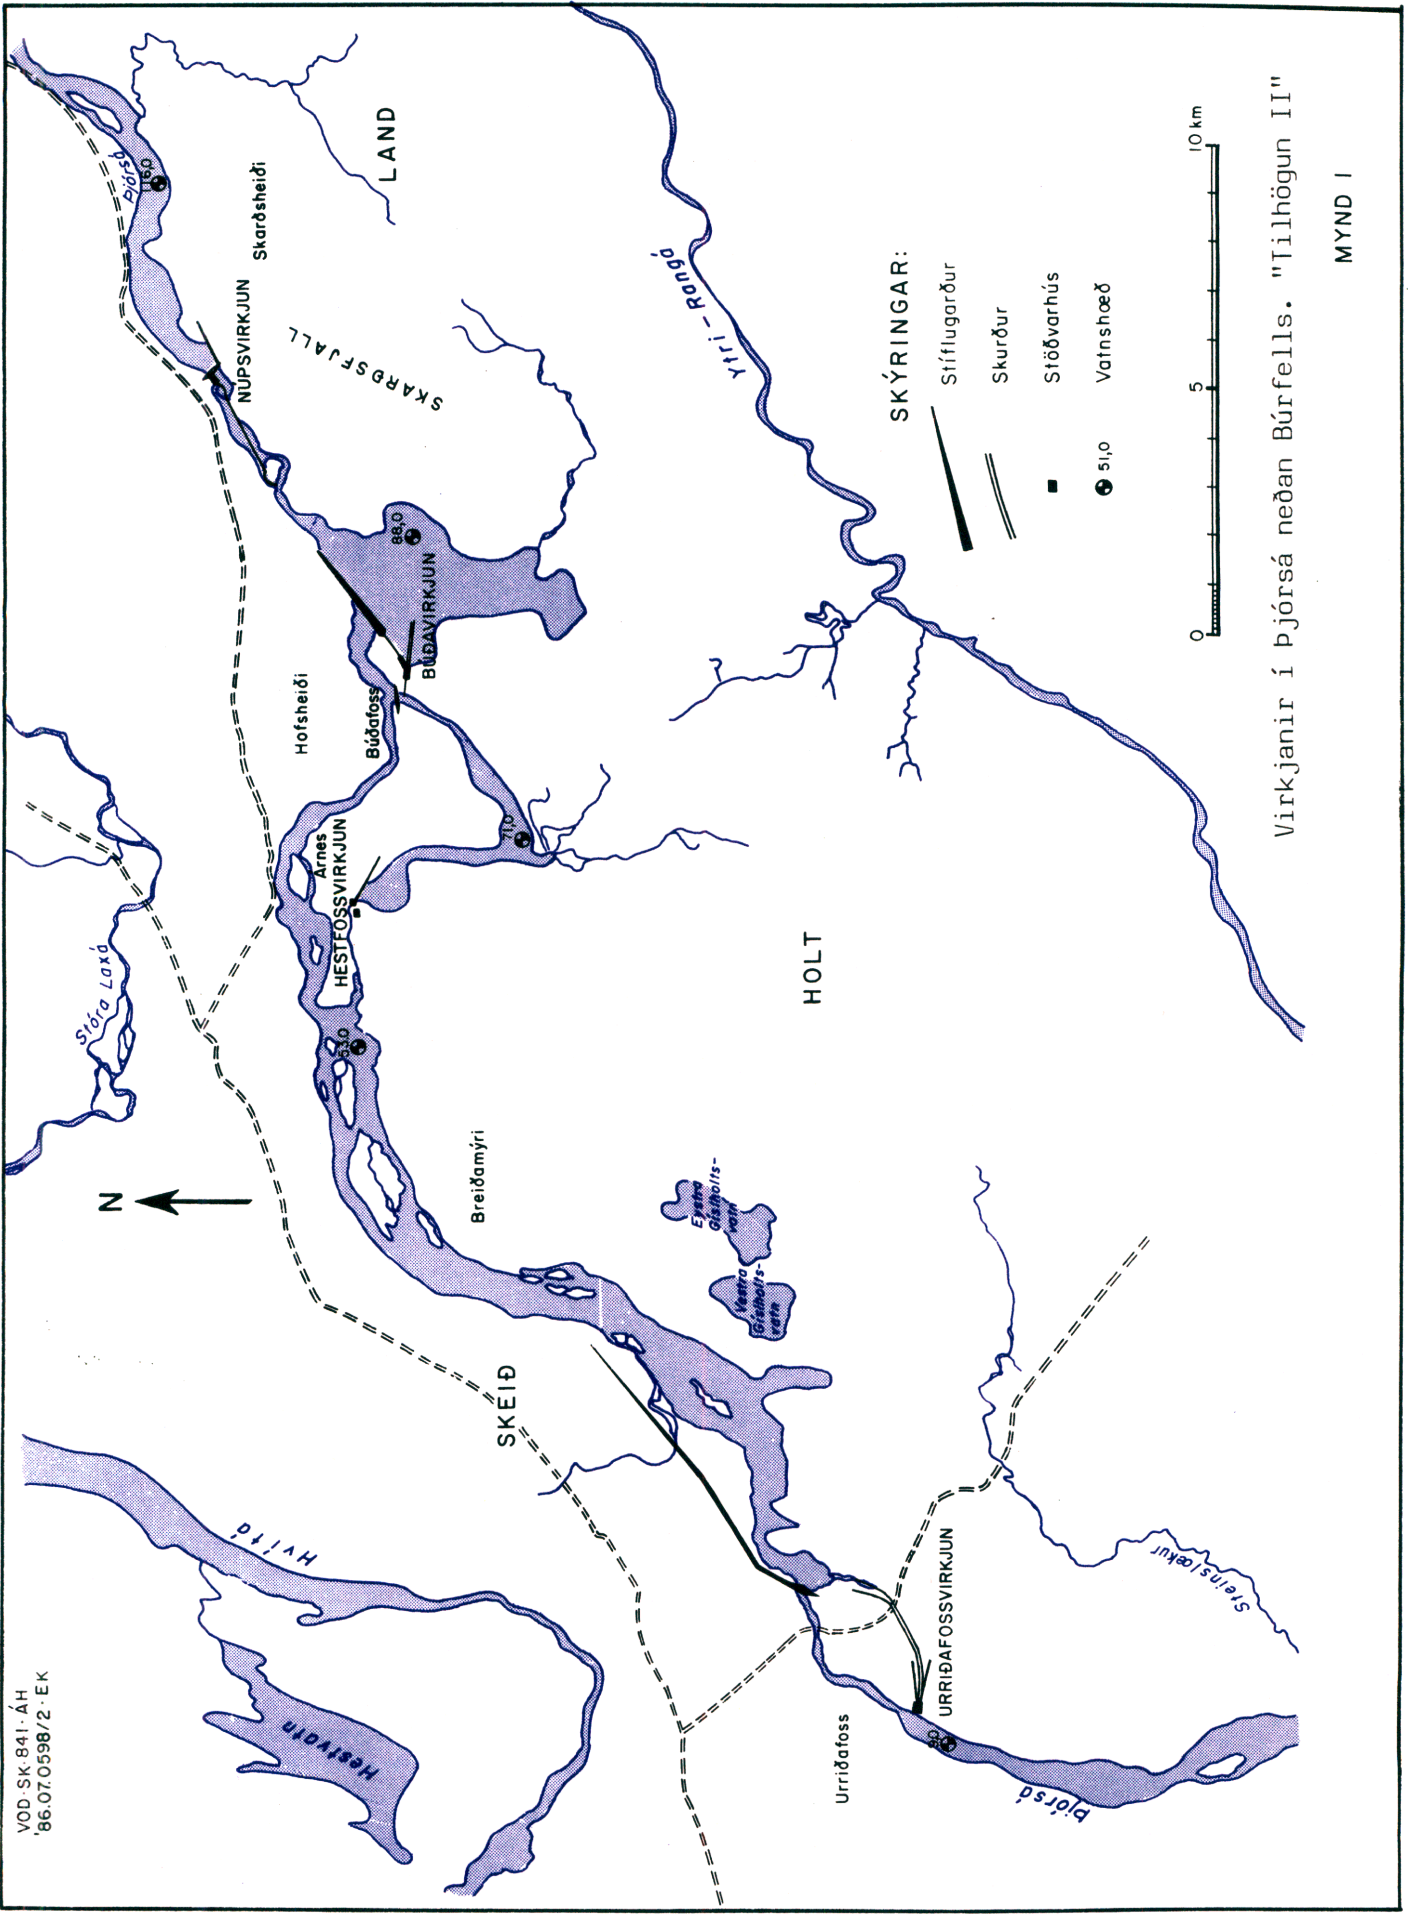 VOD·SK·841·ÁH
'86.07.0598/2·EK
Hvítá
Hestvatn
N
Stóra Laxá
Þjórsá
116,0
Skarðsheiði
LAND
NÚPSVIRKJUN
SKARÐSFJALL
88,0
BÚÐAVIRKJUN
Hofsheiði
Búðafoss
71,0
Árnes
HESTFOSSVIRKJUN
53,0
Breiðamýri
SKEIÐ
HOLT
Eystra
Gíslholts-
vatn
Vestra
Gíslholts-
vatn
Ytri-Rangá
Urriðafoss
URRIÐAFOSSVIRKJUN
9,0
Þjórsá
Steinslækur
SKÝRINGAR:
Stíflugarður
Skurður
Stöðvarhús
51,0 Vatnshæð
0 5 10 km
Virkjanir í Þjórsá neðan Búrfells. "Tilhögun II"
MYND 1